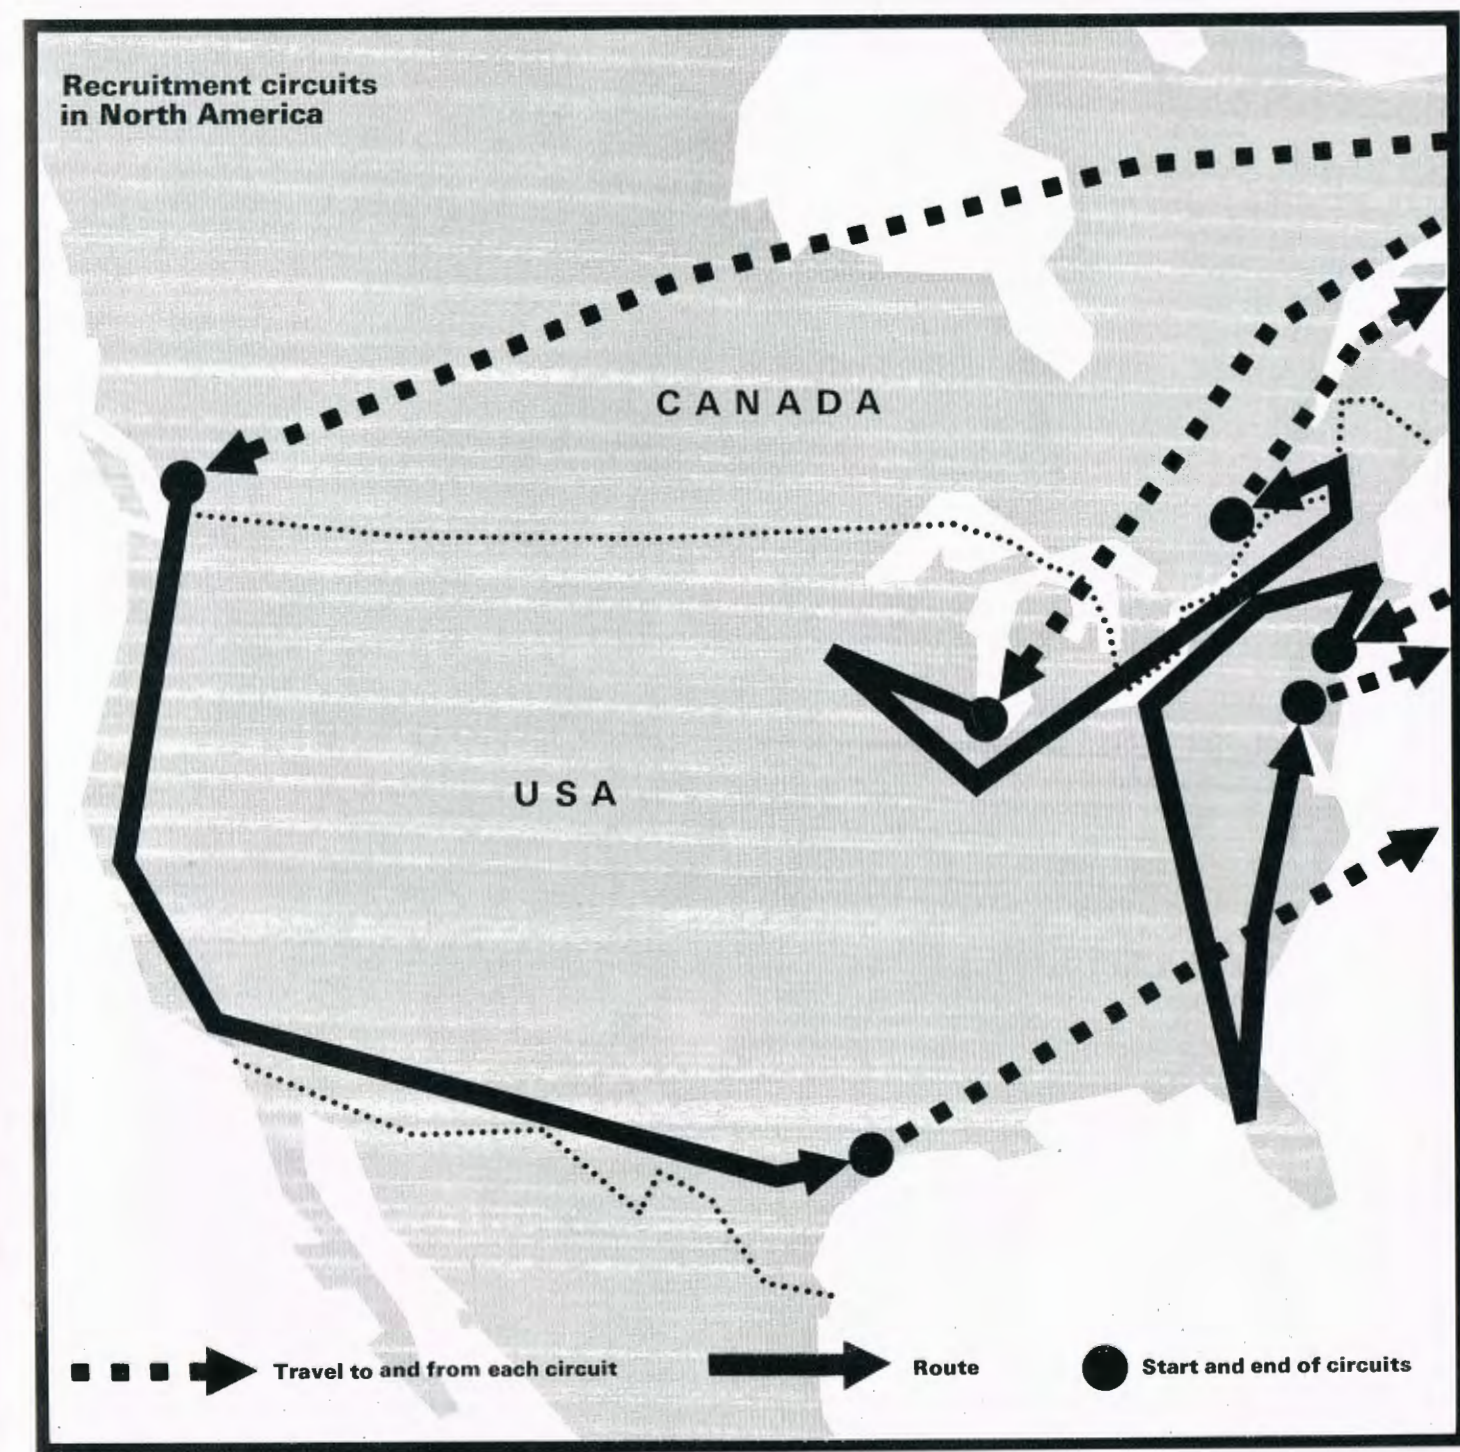 Recruitment circuits
in North America
CANADA
USA
Travel to and from each circuit
Route
Start and end of circuits